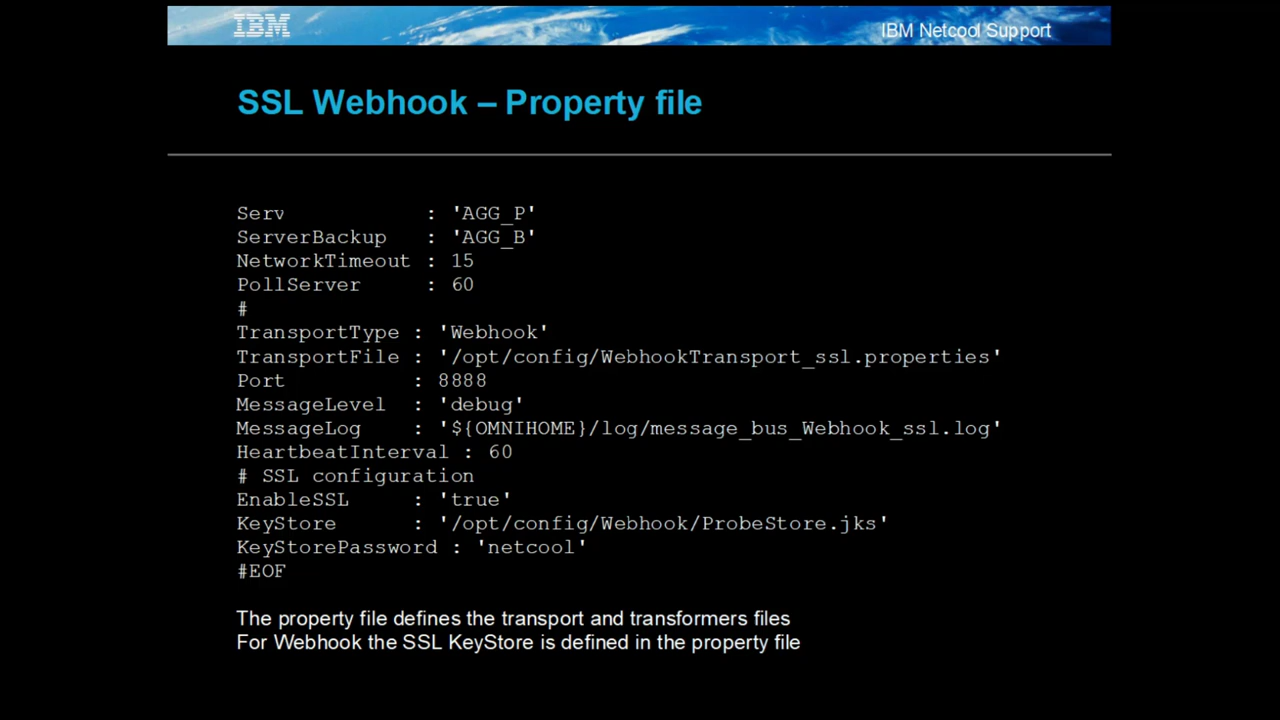 IBM
IBM Netcool Support
SSL Webhook – Property file
Serv : 'AGG_P'
ServerBackup : 'AGG_B'
NetworkTimeout : 15
PollServer : 60
#
TransportType : 'Webhook'
TransportFile : '/opt/config/WebhookTransport_ssl.properties'
Port : 8888
MessageLevel : 'debug'
MessageLog : '${OMNIHOME}/log/message_bus_Webhook_ssl.log'
HeartbeatInterval : 60
# SSL configuration
EnableSSL : 'true'
KeyStore : '/opt/config/Webhook/ProbeStore.jks'
KeyStorePassword : 'netcool'
#EOF
The property file defines the transport and transformers files
For Webhook the SSL KeyStore is defined in the property file